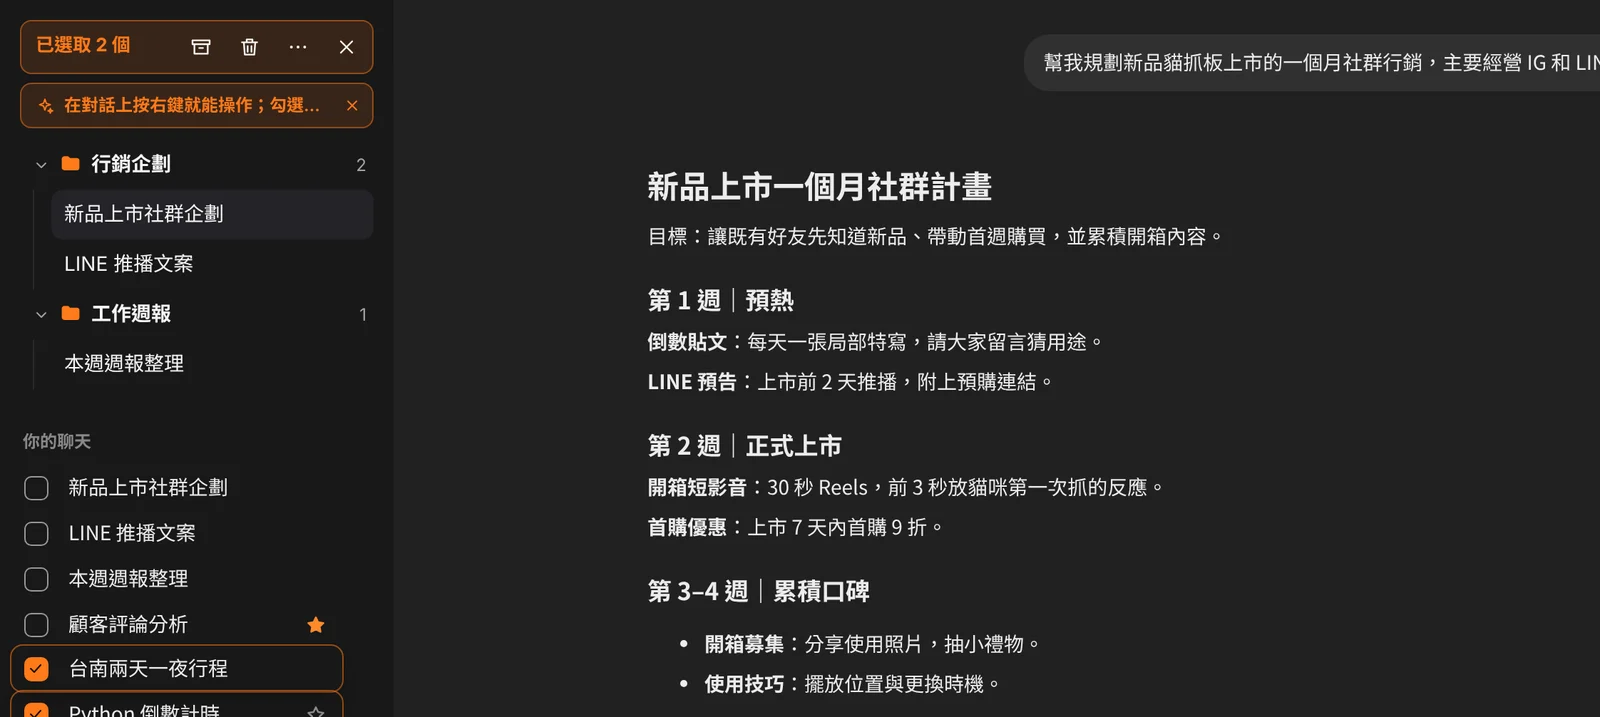 已選取 2 個
在對話上按右鍵就能操作；勾選...
行銷企劃 2
新品上市社群企劃
LINE 推播文案
工作週報 1
本週週報整理
你的聊天
新品上市社群企劃
LINE 推播文案
本週週報整理
顧客評論分析
台南兩天一夜行程
Python 倒數計時
幫我規劃新品貓抓板上市的一個月社群行銷，主要經營 IG 和
新品上市一個月社群計畫
目標：讓既有好友先知道新品、帶動首週購買，並累積開箱內容。
第 1 週｜預熱
倒數貼文：每天一張局部特寫，請大家留言猜用途。
LINE 預告：上市前 2 天推播，附上預購連結。
第 2 週｜正式上市
開箱短影音：30 秒 Reels，前 3 秒放貓咪第一次抓的反應。
首購優惠：上市 7 天內首購 9 折。
第 3–4 週｜累積口碑
• 開箱募集：分享使用照片，抽小禮物。
• 使用技巧：擺放位置與更換時機。